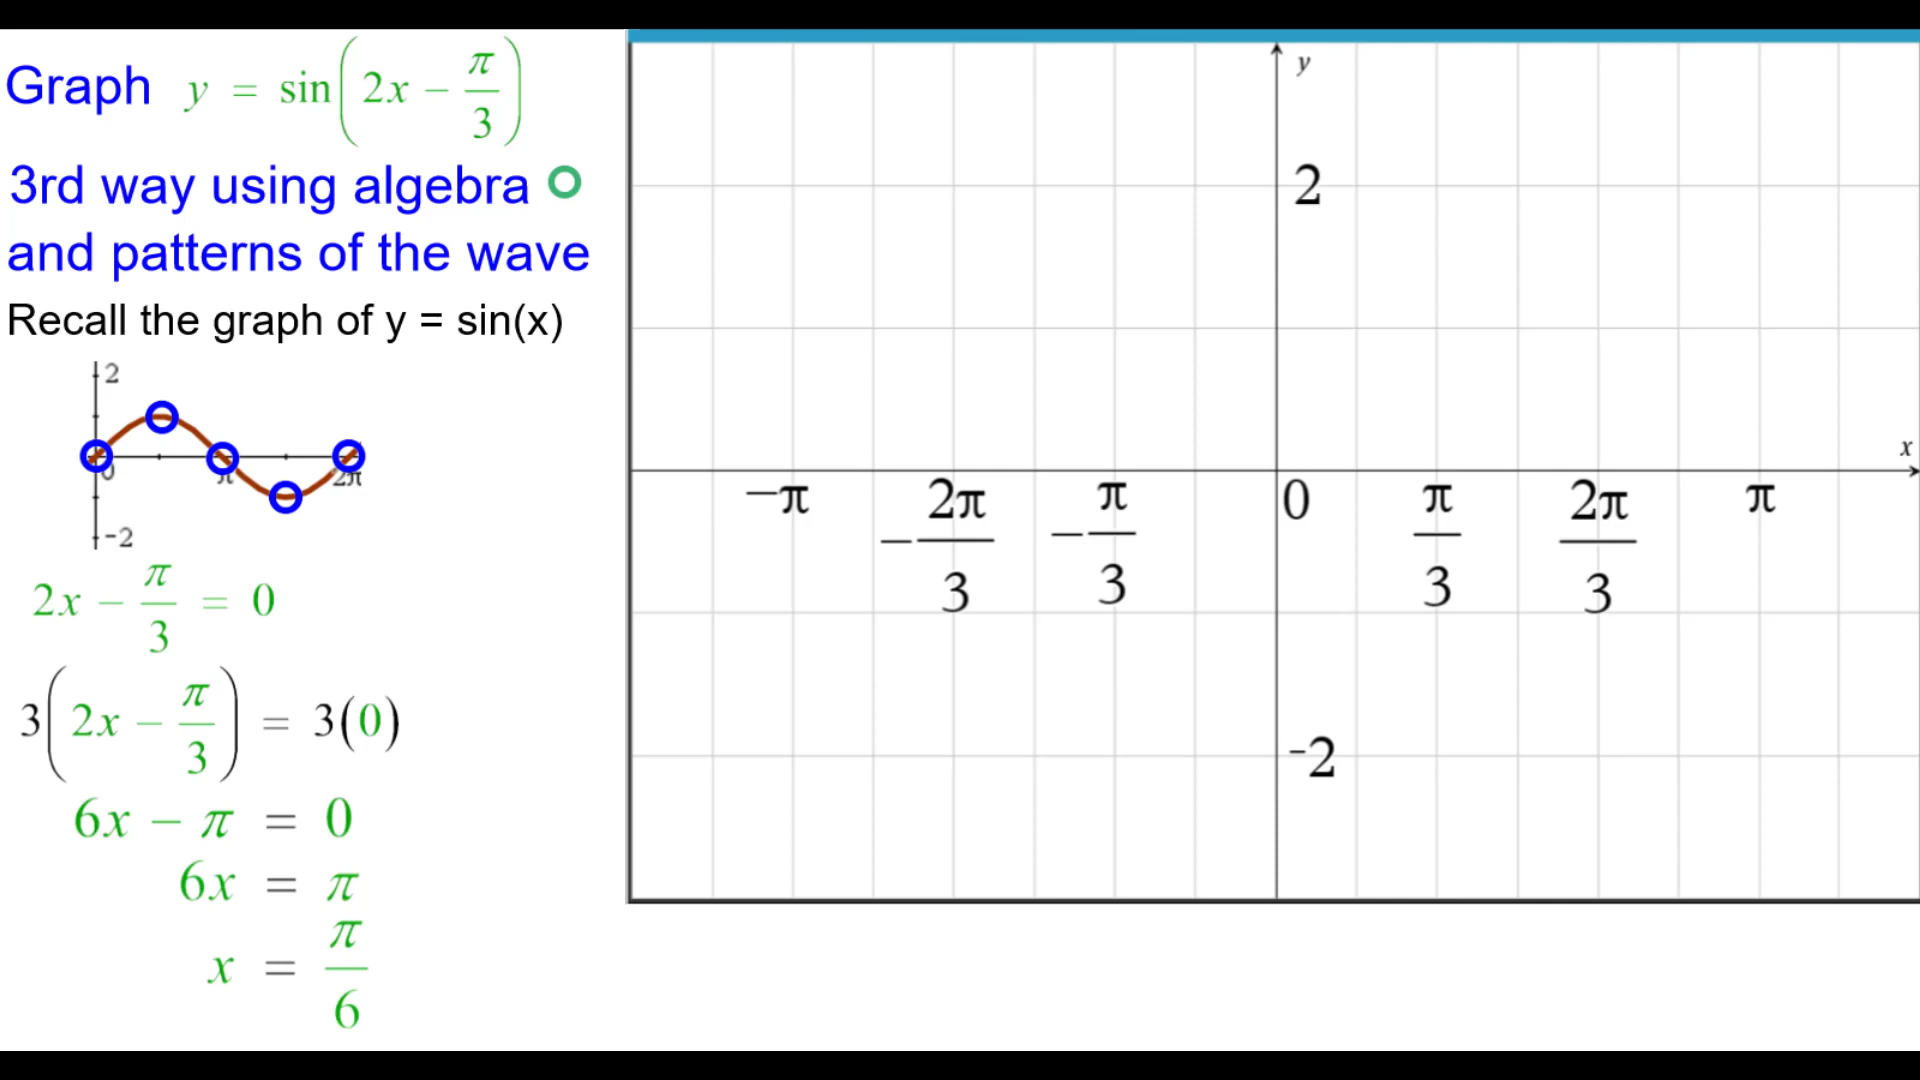 Graph y = sin(2x − π/3)
3rd way using algebra
and patterns of the wave
Recall the graph of y = sin(x)
2
0 π 2π
-2
2x − π/3 = 0
3(2x − π/3) = 3(0)
6x − π = 0
6x = π
x = π/6
y
2
x
−π −2π/3 −π/3 0 π/3 2π/3 π
-2